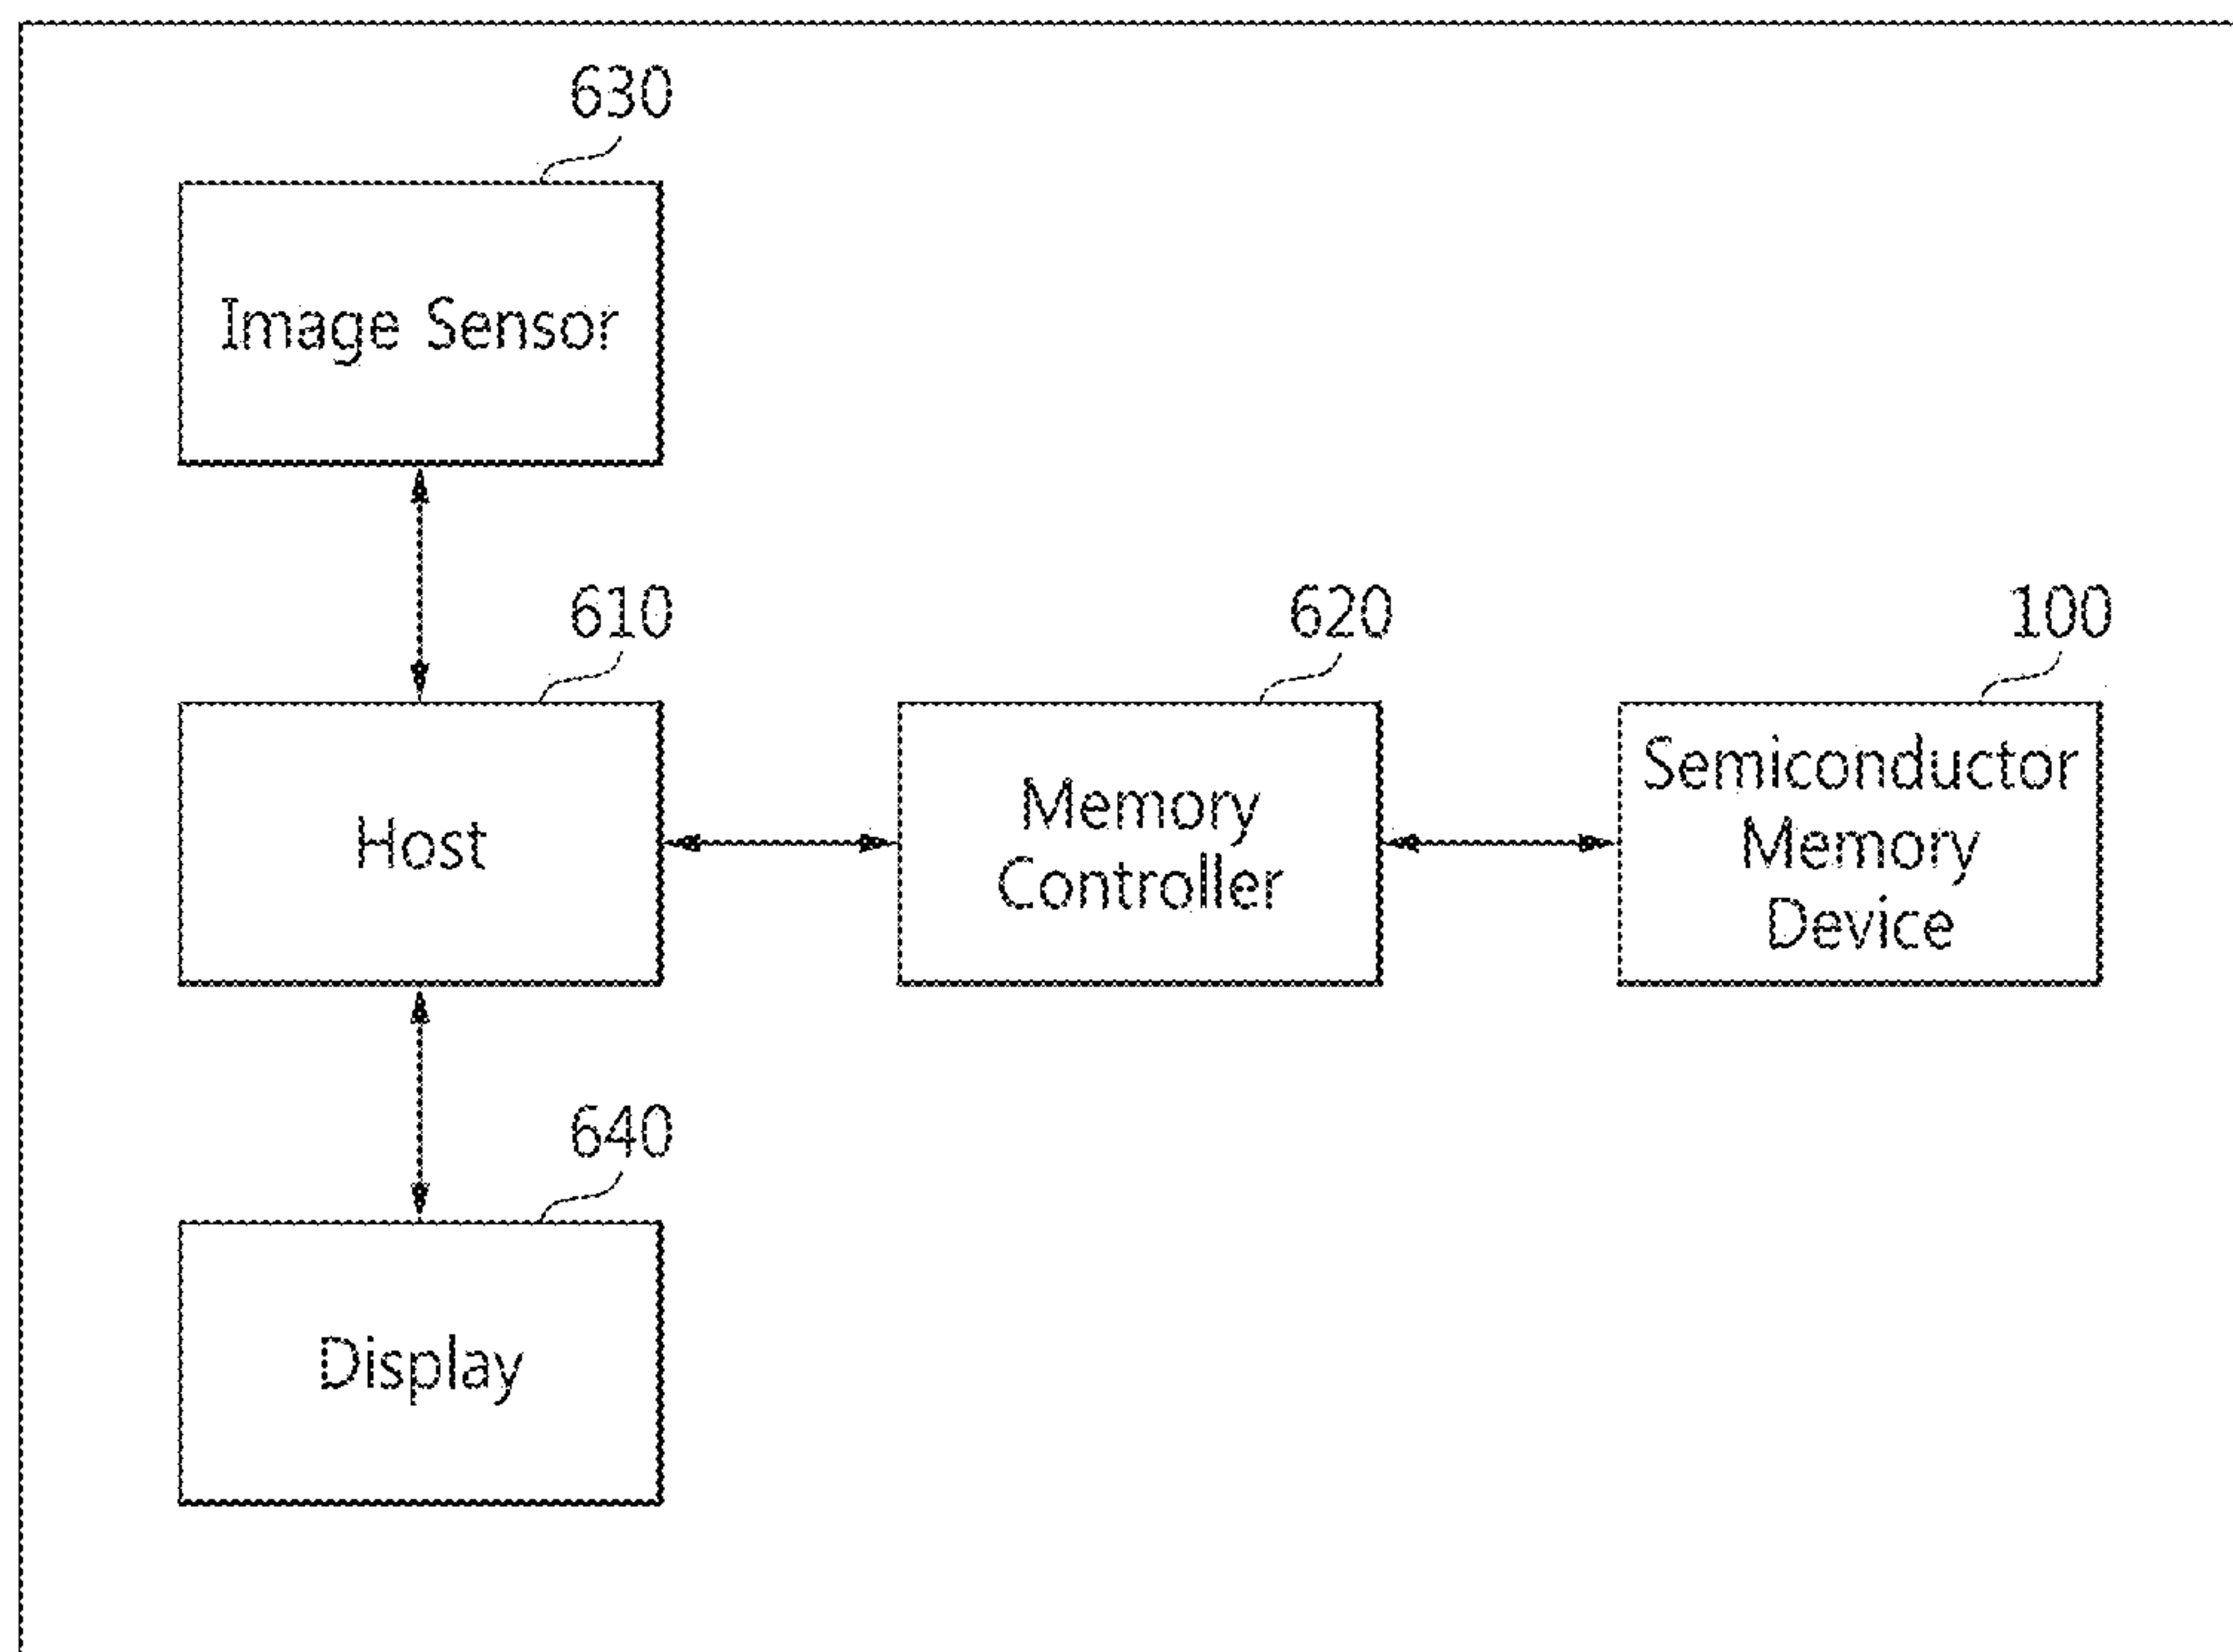 630
Image Sensor
610
Host
620
Memory
Controller
100
Semiconductor
Memory
Device
640
Display